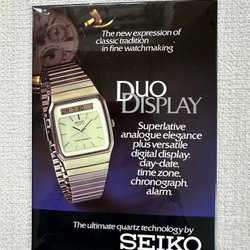 The new expression of
classic tradition
in fine watchmaking
DUO
DISPLAY
Superlative
analogue elegance
plus versatile
digital display:
day-date,
time zone,
chronograph,
alarm.
The ultimate quartz technology by
SEIKO